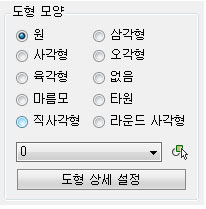 도형 모양
원 삼각형
사각형 오각형
육각형 없음
마름모 타원
직사각형 라운드 사각형
0
도형 상세 설정